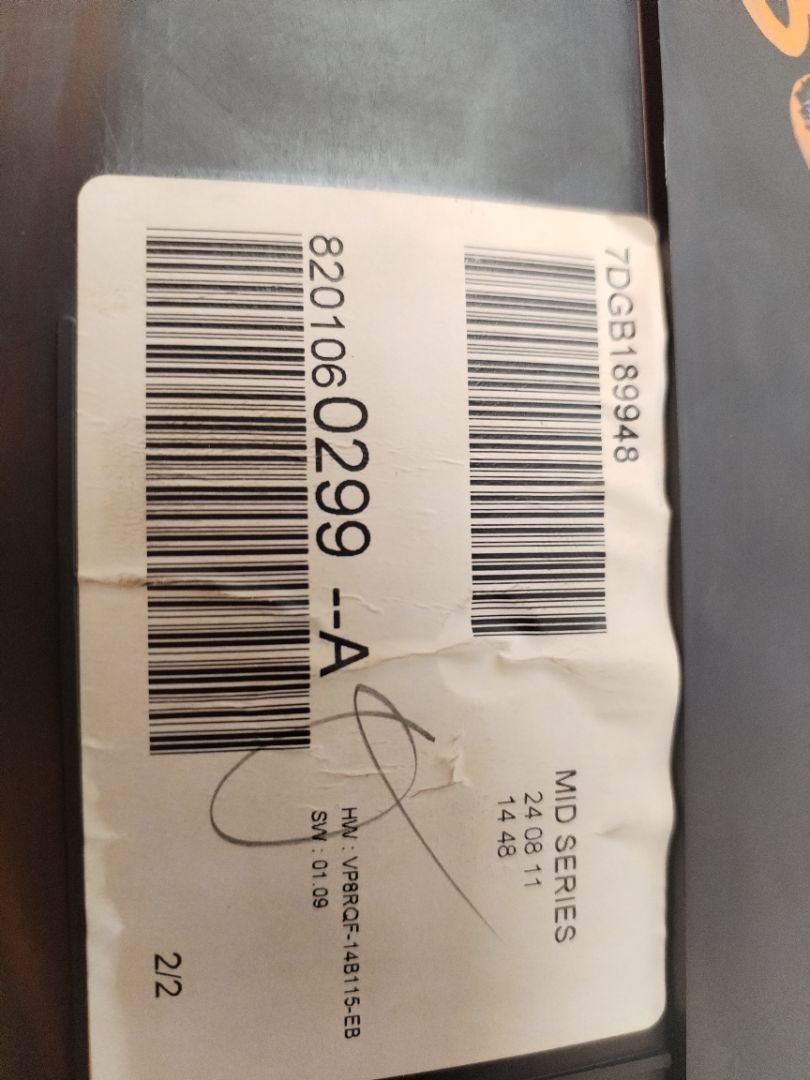 7DGB189948
MID SERIES
24 08 11
14 48
8201060299 --A
HW : VP8RQF-14B115-EB
SW : 01.09
2/2